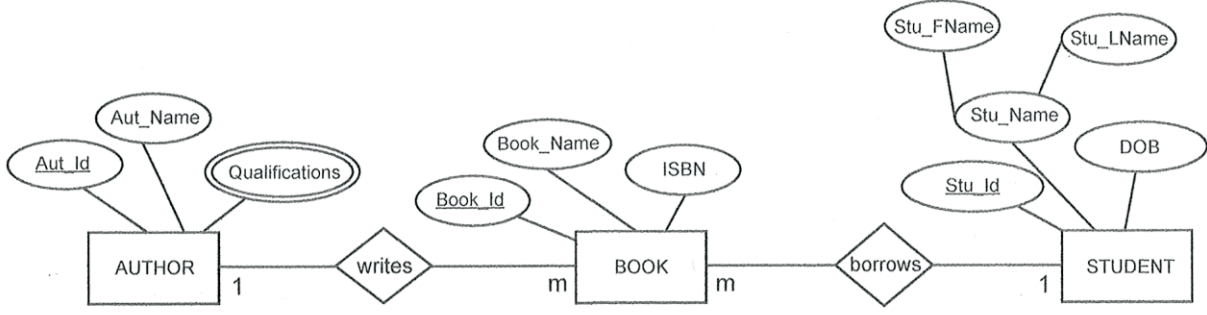 Stu_FName
Stu_LName
Aut_Name
Stu_Name
Aut_Id
Qualifications
Book_Name
ISBN
DOB
Book_Id
Stu_Id
AUTHOR
1
writes
m
BOOK
m
borrows
1
STUDENT